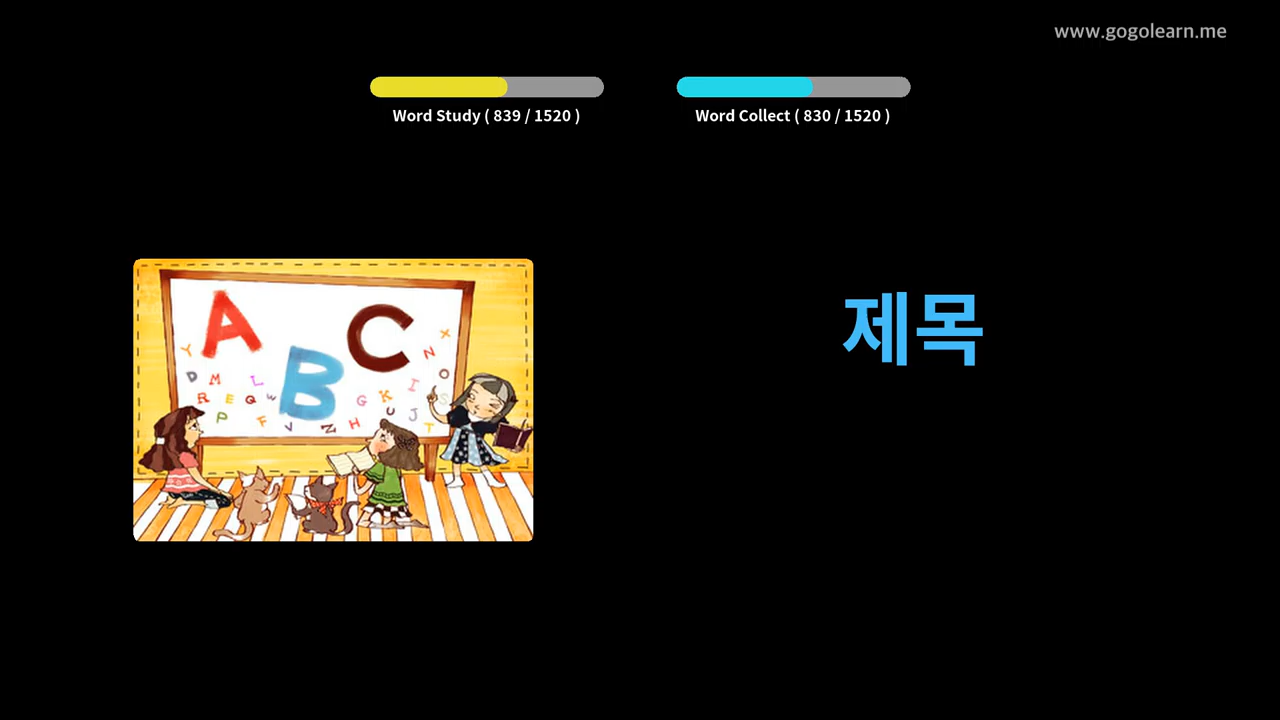 www.gogolearn.me
Word Study ( 839 / 1520 )
Word Collect ( 830 / 1520 )
제목
A
B
C
Y
X
N
D M L
O
I
R E Q W
G K
S
P
F
V
Z
H
U
J
T